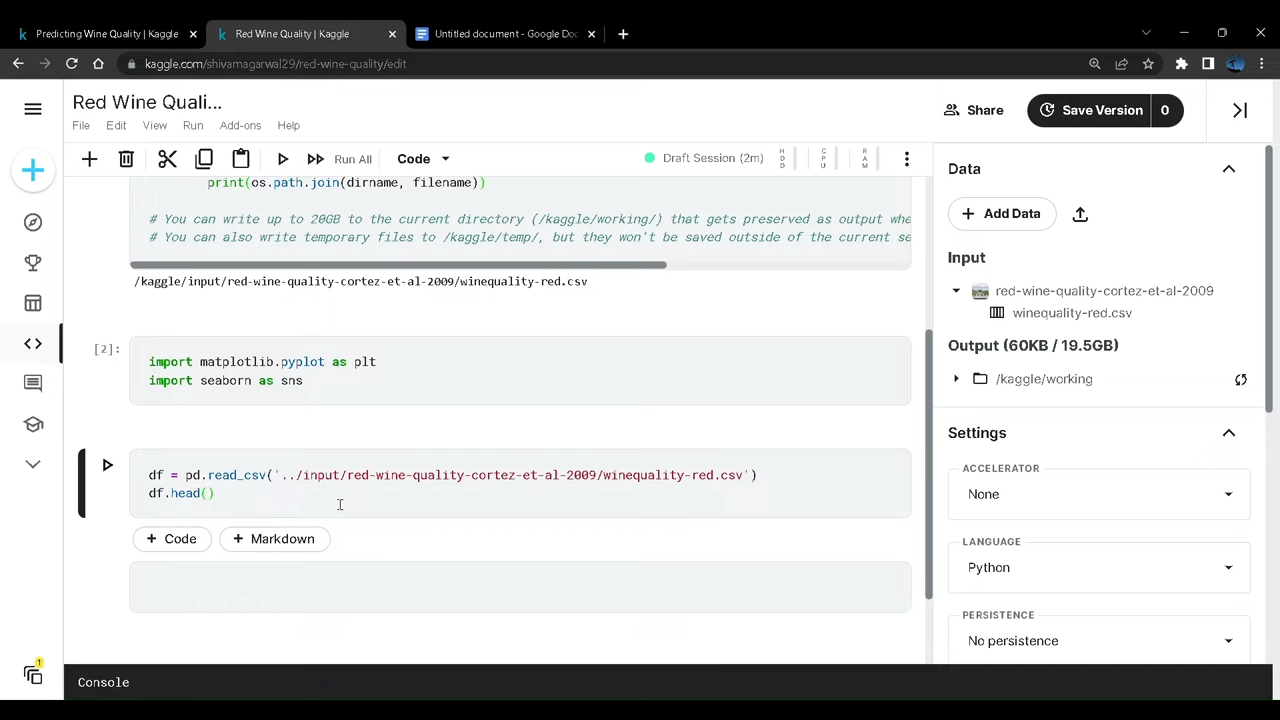 Predicting Wine Quality | Kaggle
Red Wine Quality | Kaggle
Untitled document - Google Doc
kaggle.com/shivamagarwal29/red-wine-quality/edit
Red Wine Quali...
File Edit View Run Add-ons Help
Share
Save Version 0
Run All
Code
Draft Session (2m)
HDD
CPU
RAM
print(os.path.join(dirname, filename))
# You can write up to 20GB to the current directory (/kaggle/working/) that gets preserved as output whe
# You can also write temporary files to /kaggle/temp/, but they won't be saved outside of the current se
/kaggle/input/red-wine-quality-cortez-et-al-2009/winequality-red.csv
[2]:
import matplotlib.pyplot as plt
import seaborn as sns
df = pd.read_csv('../input/red-wine-quality-cortez-et-al-2009/winequality-red.csv')
df.head()
+ Code
+ Markdown
Console
Data
+ Add Data
Input
red-wine-quality-cortez-et-al-2009
winequality-red.csv
Output (60KB / 19.5GB)
/kaggle/working
Settings
ACCELERATOR
None
LANGUAGE
Python
PERSISTENCE
No persistence
1